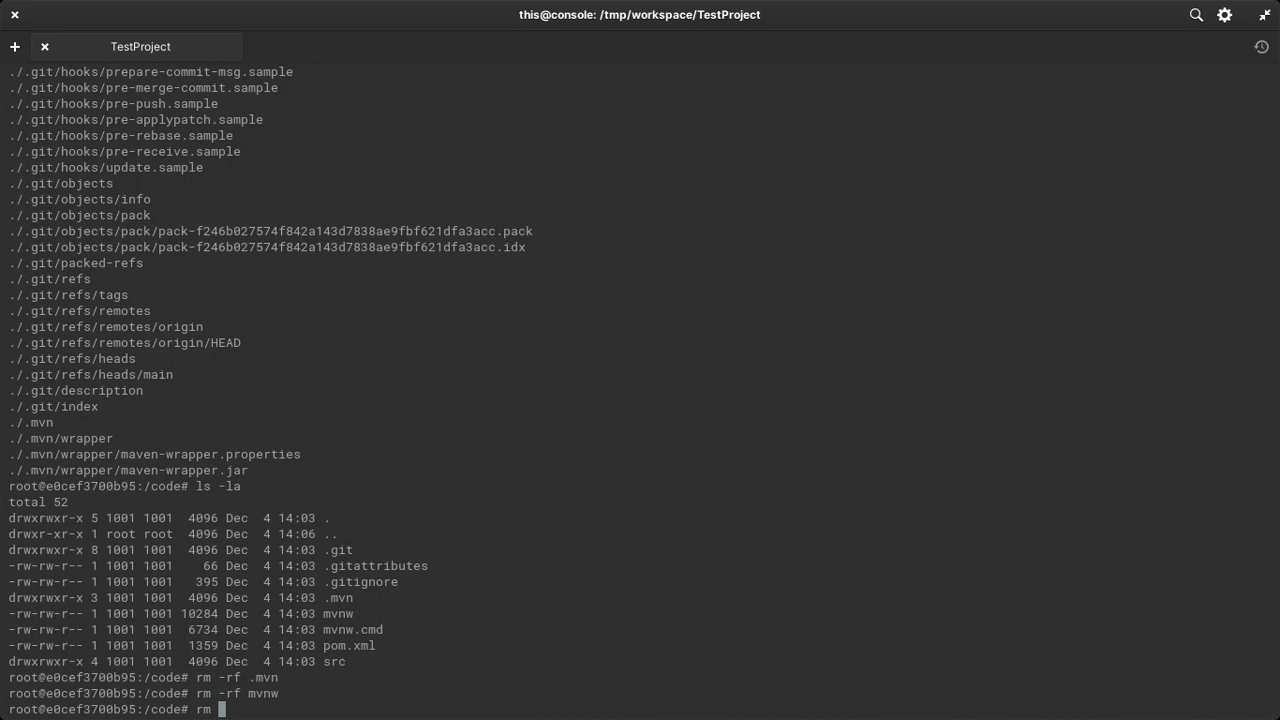 this@console: /tmp/workspace/TestProject
TestProject
./.git/hooks/prepare-commit-msg.sample
./.git/hooks/pre-merge-commit.sample
./.git/hooks/pre-push.sample
./.git/hooks/pre-applypatch.sample
./.git/hooks/pre-rebase.sample
./.git/hooks/pre-receive.sample
./.git/hooks/update.sample
./.git/objects
./.git/objects/info
./.git/objects/pack
./.git/objects/pack/pack-f246b027574f842a143d7838ae9fbf621dfa3acc.pack
./.git/objects/pack/pack-f246b027574f842a143d7838ae9fbf621dfa3acc.idx
./.git/packed-refs
./.git/refs
./.git/refs/tags
./.git/refs/remotes
./.git/refs/remotes/origin
./.git/refs/remotes/origin/HEAD
./.git/refs/heads
./.git/refs/heads/main
./.git/description
./.git/index
./.mvn
./.mvn/wrapper
./.mvn/wrapper/maven-wrapper.properties
./.mvn/wrapper/maven-wrapper.jar
root@e0cef3700b95:/code# ls -la
total 52
drwxrwxr-x 5 1001 1001  4096 Dec  4 14:03 .
drwxr-xr-x 1 root root  4096 Dec  4 14:06 ..
drwxrwxr-x 8 1001 1001  4096 Dec  4 14:03 .git
-rw-rw-r-- 1 1001 1001    66 Dec  4 14:03 .gitattributes
-rw-rw-r-- 1 1001 1001   395 Dec  4 14:03 .gitignore
drwxrwxr-x 3 1001 1001  4096 Dec  4 14:03 .mvn
-rw-rw-r-- 1 1001 1001 10284 Dec  4 14:03 mvnw
-rw-rw-r-- 1 1001 1001  6734 Dec  4 14:03 mvnw.cmd
-rw-rw-r-- 1 1001 1001  1359 Dec  4 14:03 pom.xml
drwxrwxr-x 4 1001 1001  4096 Dec  4 14:03 src
root@e0cef3700b95:/code# rm -rf .mvn
root@e0cef3700b95:/code# rm -rf mvnw
root@e0cef3700b95:/code# rm